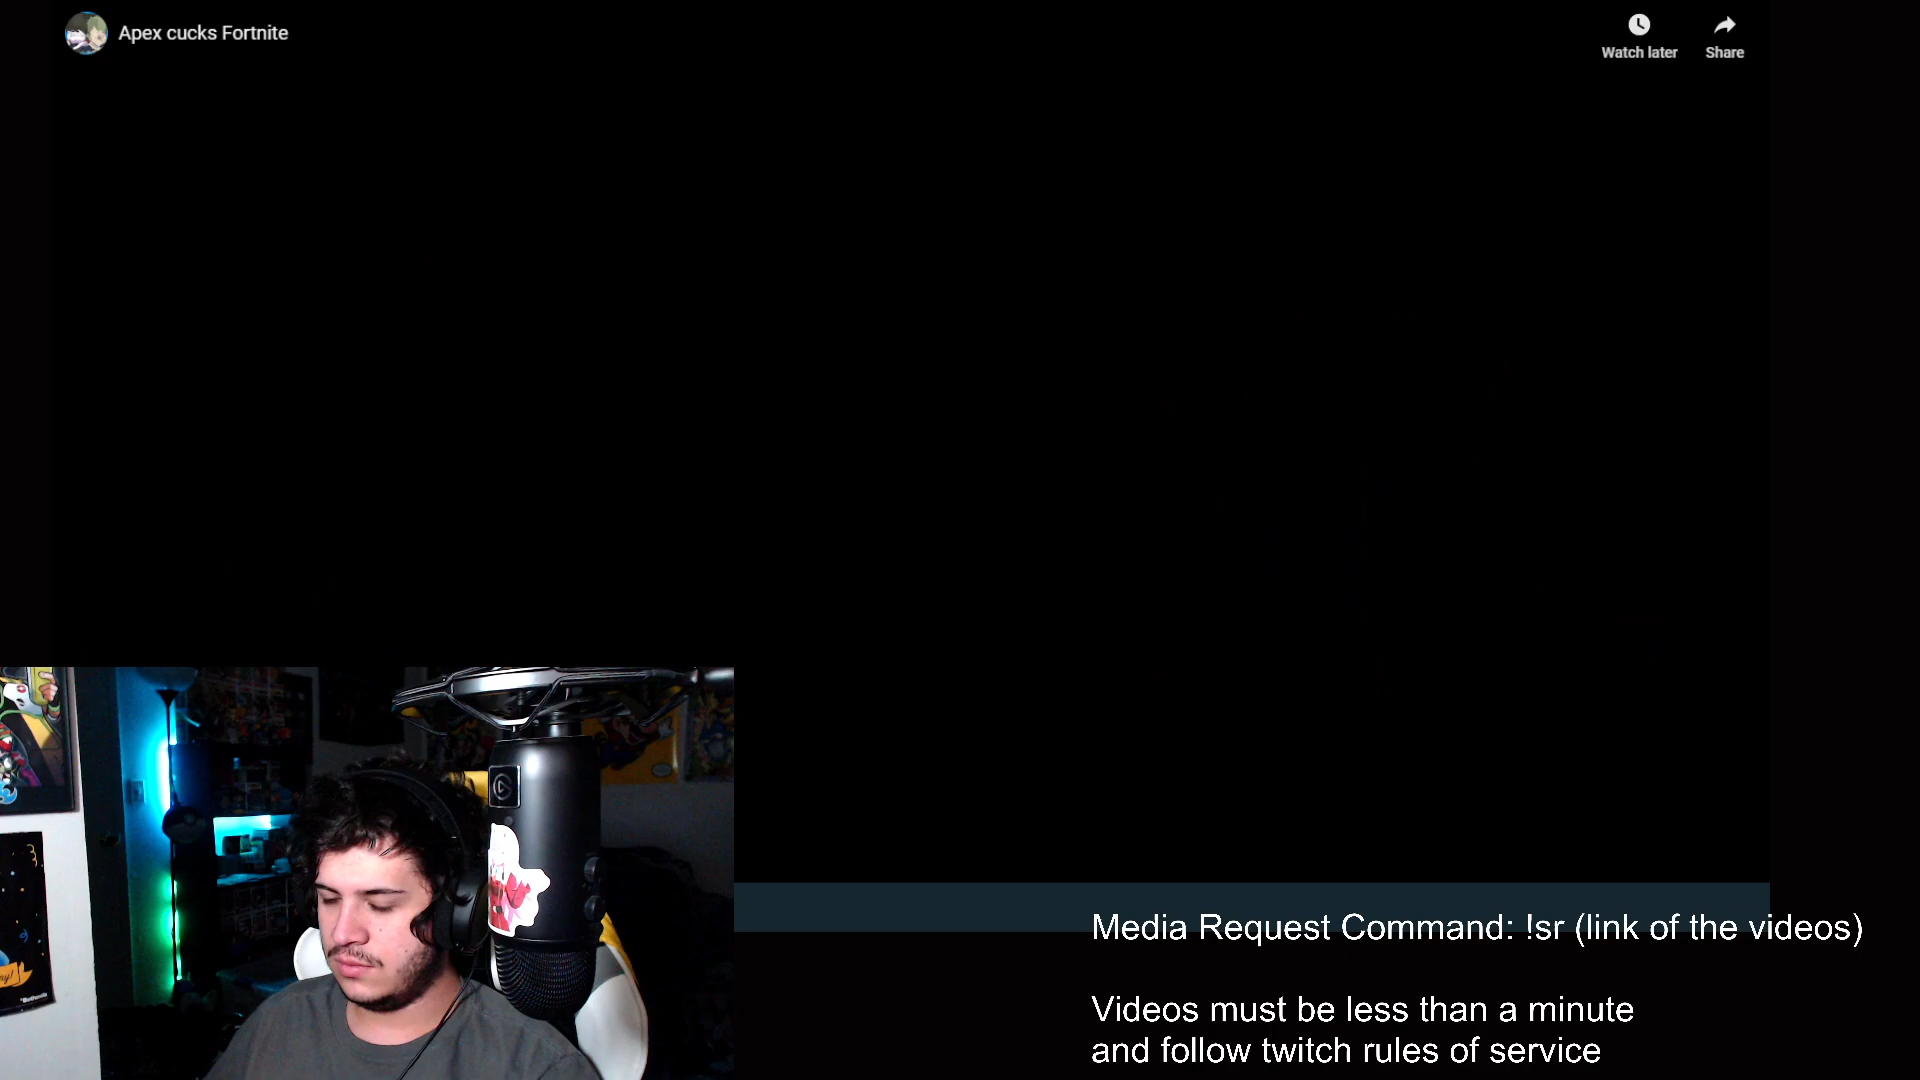 Apex cucks Fortnite
Watch later
Share
Media Request Command: !sr (link of the videos)
Videos must be less than a minute
and follow twitch rules of service